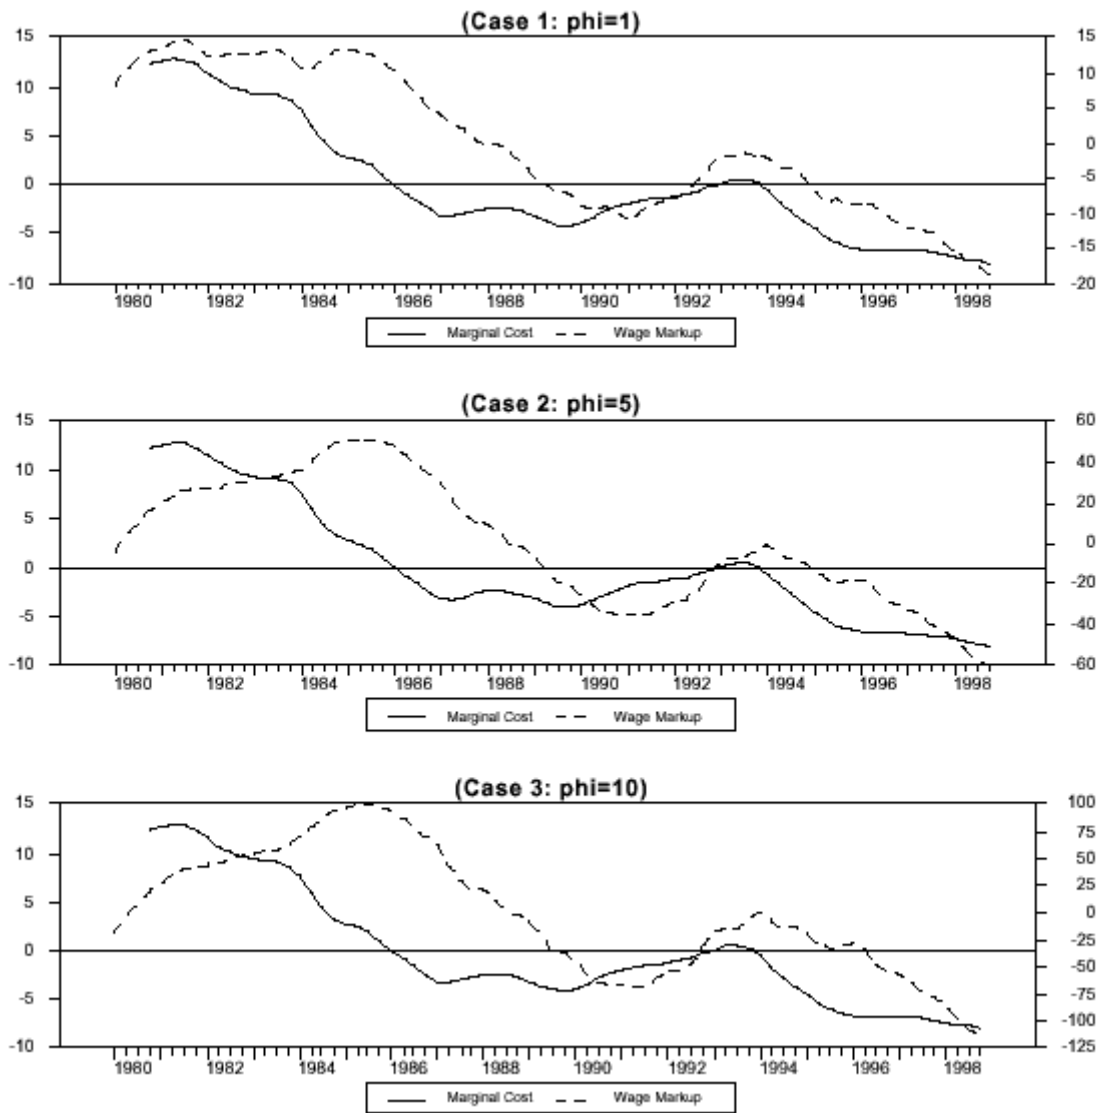 (Case 1: phi=1)
15 15
10 10
5 5
0 0
-5 -5
-10 -10
-15
-20
1980 1982 1984 1986 1988 1990 1992 1994 1996 1998
Marginal Cost Wage Markup
(Case 2: phi=5)
15 60
10 40
5 20
0 0
-5 -20
-10 -40
-60
1980 1982 1984 1986 1988 1990 1992 1994 1996 1998
Marginal Cost Wage Markup
(Case 3: phi=10)
15 100
10 75
5 50
0 25
-5 0
-10 -25
-50
-75
-100
-125
1980 1982 1984 1986 1988 1990 1992 1994 1996 1998
Marginal Cost Wage Markup